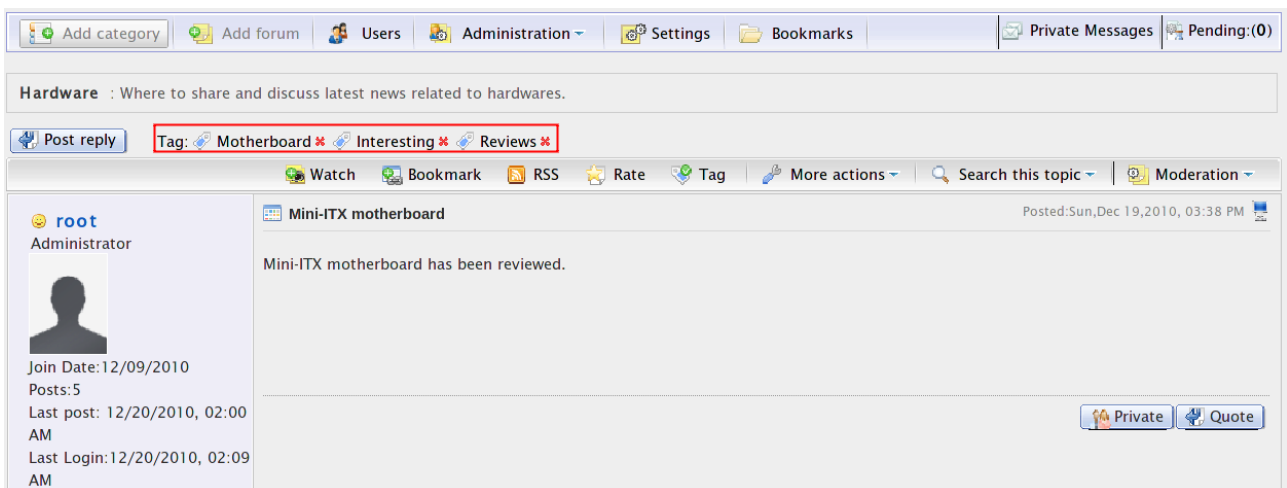 Add category Add forum Users Administration Settings Bookmarks Private Messages Pending:(0)
Hardware : Where to share and discuss latest news related to hardwares.
Post reply Tag: Motherboard Interesting Reviews
Watch Bookmark RSS Rate Tag More actions Search this topic Moderation
root
Administrator
Mini-ITX motherboard Posted:Sun,Dec 19,2010, 03:38 PM
Mini-ITX motherboard has been reviewed.
Join Date:12/09/2010
Posts:5
Last post: 12/20/2010, 02:00
AM
Last Login:12/20/2010, 02:09
AM
Private Quote